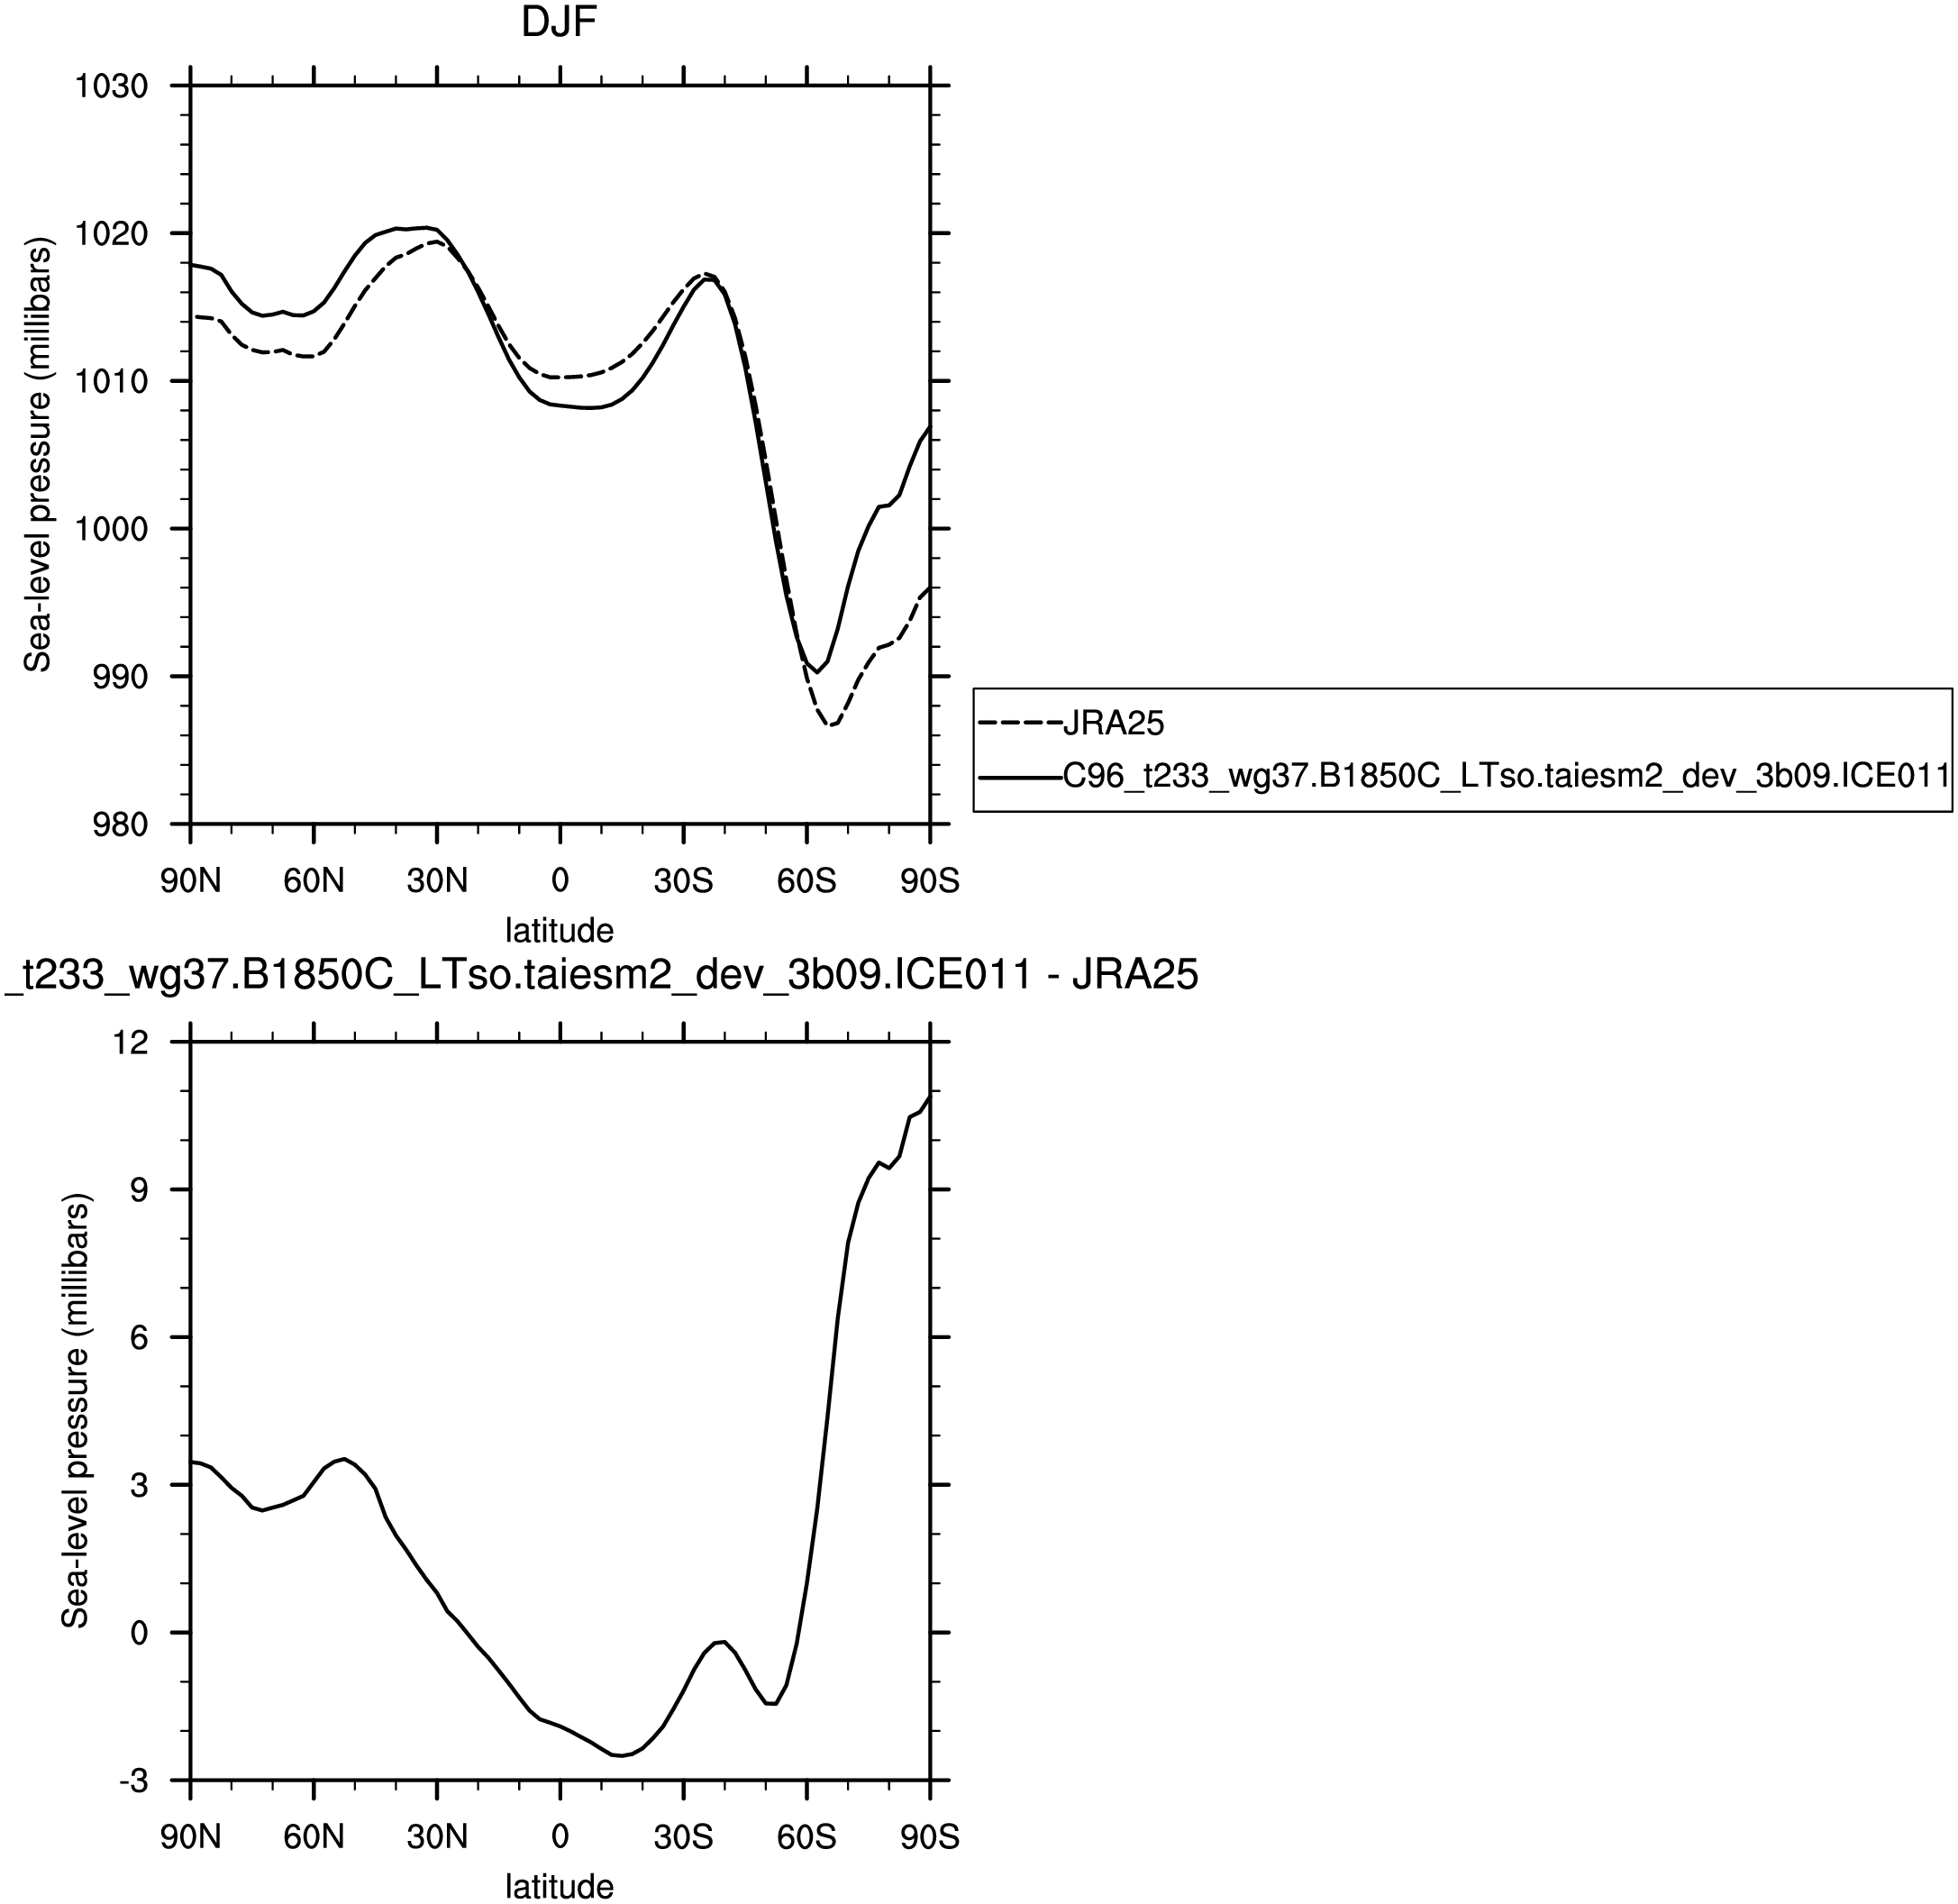 DJF
1030
1020
1010
1000
990
980
Sea-level pressure (millibars)
90N 60N 30N 0 30S 60S 90S
latitude
JRA25
C96_t233_wg37.B1850C_LTso.taiesm2_dev_3b09.ICE011
_t233_wg37.B1850C_LTso.taiesm2_dev_3b09.ICE011 - JRA25
12
9
6
3
0
-3
Sea-level pressure (millibars)
90N 60N 30N 0 30S 60S 90S
latitude